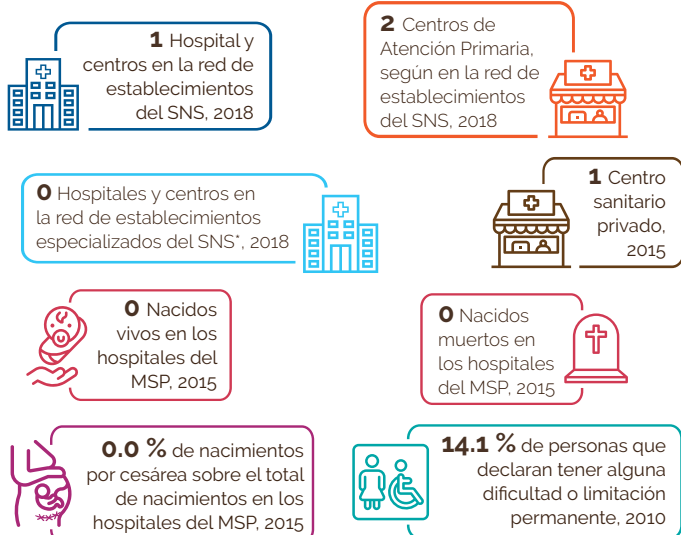 1 Hospital y
centros en la red de
establecimientos
del SNS, 2018
2 Centros de
Atención Primaria,
según en la red de
establecimientos
del SNS, 2018
0 Hospitales y centros en
la red de establecimientos
especializados del SNS*, 2018
1 Centro
sanitario
privado,
2015
0 Nacidos
vivos en los
hospitales del
MSP, 2015
0 Nacidos
muertos en
los hospitales
del MSP, 2015
0.0 % de nacimientos
por cesárea sobre el total
de nacimientos en los
hospitales del MSP, 2015
14.1 % de personas que
declaran tener alguna
dificultad o limitación
permanente, 2010